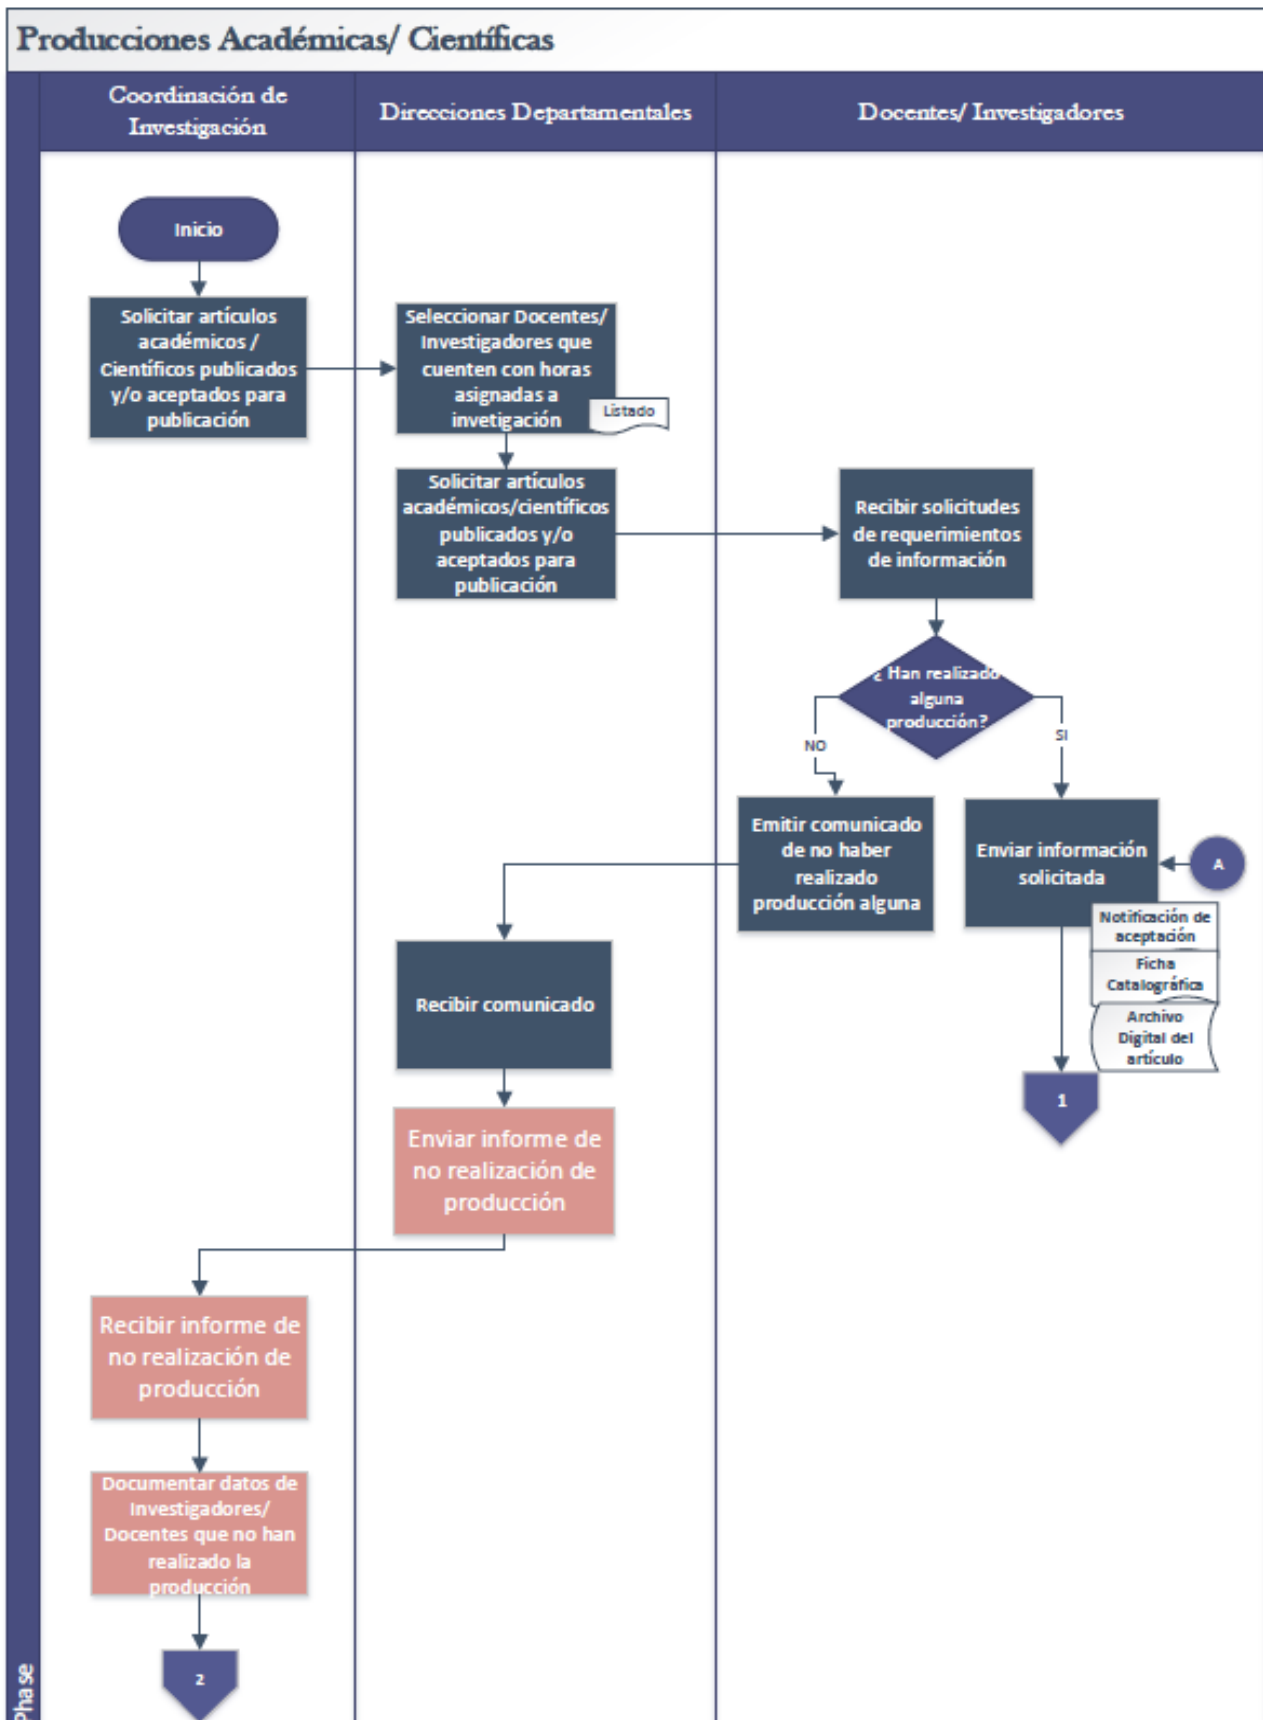 Producciones Académicas/ Científicas
Coordinación de
Investigación
Direcciones Departamentales
Docentes/ Investigadores
Inicio
Solicitar artículos
académicos /
Científicos publicados
y/o aceptados para
publicación
Seleccionar Docentes/
Investigadores que
cuenten con horas
asignadas a
invetigación
Listado
Solicitar artículos
académicos/científicos
publicados y/o
aceptados para
publicación
Recibir solicitudes
de requerimientos
de información
¿ Han realizado
alguna
producción?
NO
SI
Emitir comunicado
de no haber
realizado
producción alguna
Enviar información
solicitada
A
Notificación de
aceptación
Ficha
Catalográfica
Archivo
Digital del
artículo
1
Recibir comunicado
Enviar informe de
no realización de
producción
Recibir informe de
no realización de
producción
Documentar datos de
Investigadores/
Docentes que no han
realizado la
producción
2
Phase